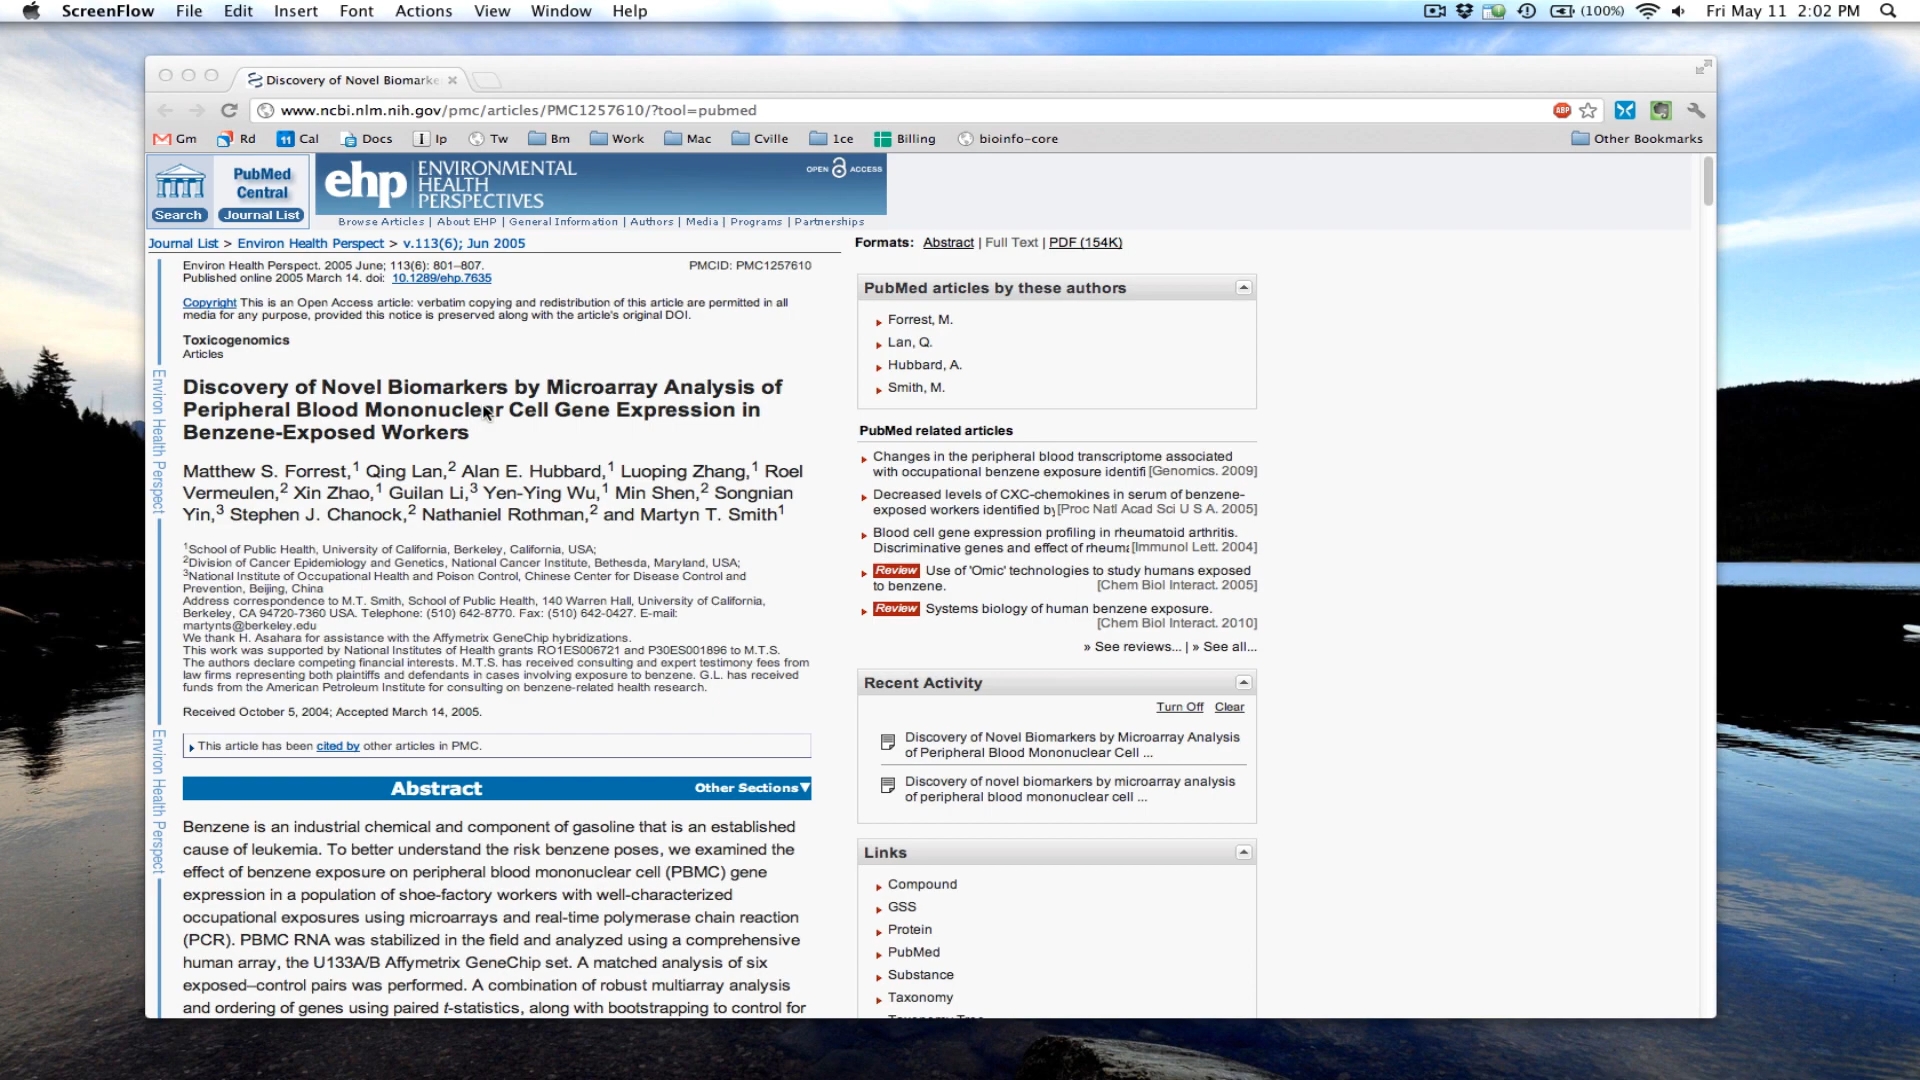 ScreenFlow File Edit Insert Font Actions View Window Help (100%) Fri May 11 2:02 PM
Discovery of Novel Biomarke
www.ncbi.nlm.nih.gov/pmc/articles/PMC1257610/?tool=pubmed ABP
Gm Rd 11 Cal Docs Ip Tw Bm Work Mac Cville 1ce Billing bioinfo-core Other Bookmarks
PubMed Central
Search Journal List
ehp ENVIRONMENTAL HEALTH PERSPECTIVES OPEN ACCESS
Browse Articles | About EHP | General Information | Authors | Media | Programs | Partnerships
Journal List > Environ Health Perspect > v.113(6); Jun 2005
Environ Health Perspect. 2005 June; 113(6): 801–807. PMCID: PMC1257610
Published online 2005 March 14. doi: 10.1289/ehp.7635
Copyright This is an Open Access article: verbatim copying and redistribution of this article are permitted in all
media for any purpose, provided this notice is preserved along with the article's original DOI.
Toxicogenomics
Articles
Discovery of Novel Biomarkers by Microarray Analysis of
Peripheral Blood Mononuclear Cell Gene Expression in
Benzene-Exposed Workers
Matthew S. Forrest,1 Qing Lan,2 Alan E. Hubbard,1 Luoping Zhang,1 Roel
Vermeulen,2 Xin Zhao,1 Guilan Li,3 Yen-Ying Wu,1 Min Shen,2 Songnian
Yin,3 Stephen J. Chanock,2 Nathaniel Rothman,2 and Martyn T. Smith1
1School of Public Health, University of California, Berkeley, California, USA;
2Division of Cancer Epidemiology and Genetics, National Cancer Institute, Bethesda, Maryland, USA;
3National Institute of Occupational Health and Poison Control, Chinese Center for Disease Control and
Prevention, Beijing, China
Address correspondence to M.T. Smith, School of Public Health, 140 Warren Hall, University of California,
Berkeley, CA 94720-7360 USA. Telephone: (510) 642-8770. Fax: (510) 642-0427. E-mail:
martynts@berkeley.edu
We thank H. Asahara for assistance with the Affymetrix GeneChip hybridizations.
This work was supported by National Institutes of Health grants RO1ES006721 and P30ES001896 to M.T.S.
The authors declare competing financial interests. M.T.S. has received consulting and expert testimony fees from
law firms representing both plaintiffs and defendants in cases involving exposure to benzene. G.L. has received
funds from the American Petroleum Institute for consulting on benzene-related health research.
Received October 5, 2004; Accepted March 14, 2005.
This article has been cited by other articles in PMC.
Abstract Other Sections▼
Benzene is an industrial chemical and component of gasoline that is an established
cause of leukemia. To better understand the risk benzene poses, we examined the
effect of benzene exposure on peripheral blood mononuclear cell (PBMC) gene
expression in a population of shoe-factory workers with well-characterized
occupational exposures using microarrays and real-time polymerase chain reaction
(PCR). PBMC RNA was stabilized in the field and analyzed using a comprehensive
human array, the U133A/B Affymetrix GeneChip set. A matched analysis of six
exposed–control pairs was performed. A combination of robust multiarray analysis
and ordering of genes using paired t-statistics, along with bootstrapping to control for
Environ Health Perspect
Environ Health Perspect
Formats: Abstract | Full Text | PDF (154K)
PubMed articles by these authors
Forrest, M.
Lan, Q.
Hubbard, A.
Smith, M.
PubMed related articles
Changes in the peripheral blood transcriptome associated
with occupational benzene exposure identifi [Genomics. 2009]
Decreased levels of CXC-chemokines in serum of benzene-
exposed workers identified by [Proc Natl Acad Sci U S A. 2005]
Blood cell gene expression profiling in rheumatoid arthritis.
Discriminative genes and effect of rheum [Immunol Lett. 2004]
Review Use of 'Omic' technologies to study humans exposed
to benzene. [Chem Biol Interact. 2005]
Review Systems biology of human benzene exposure.
[Chem Biol Interact. 2010]
» See reviews... | » See all...
Recent Activity
Turn Off Clear
Discovery of Novel Biomarkers by Microarray Analysis
of Peripheral Blood Mononuclear Cell ...
Discovery of novel biomarkers by microarray analysis
of peripheral blood mononuclear cell ...
Links
Compound
GSS
Protein
PubMed
Substance
Taxonomy